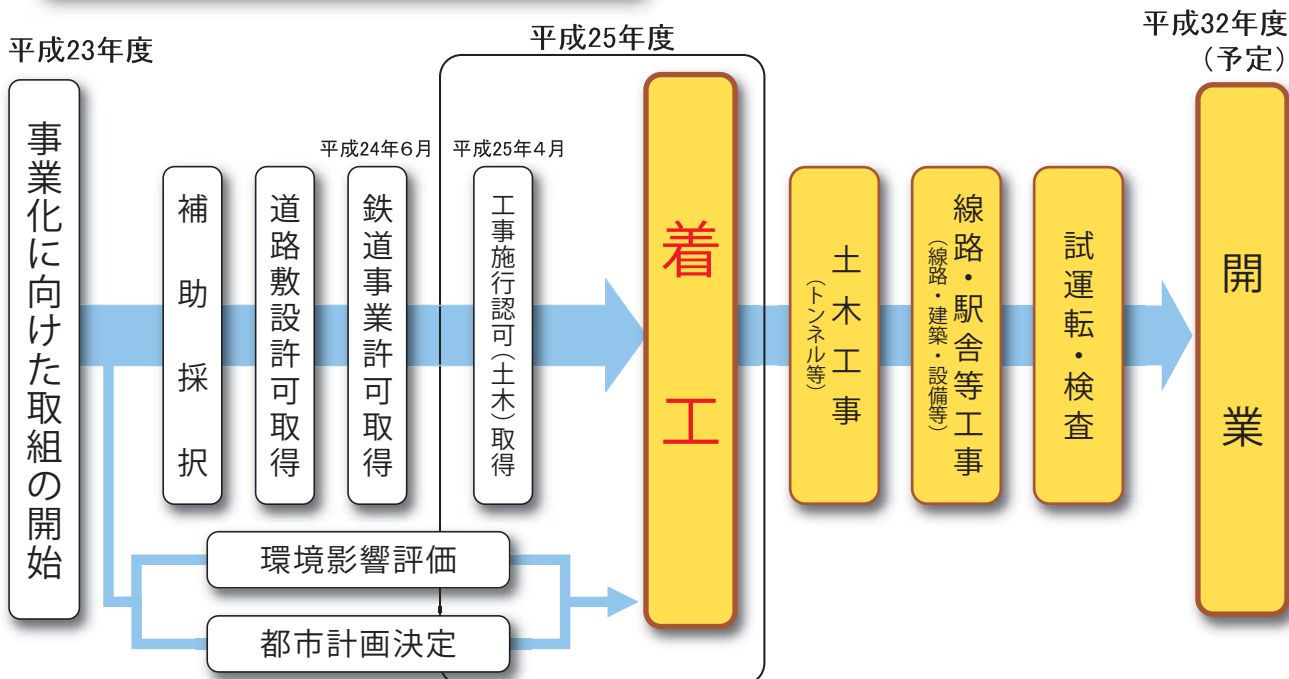 平成23年度
平成25年度
平成32年度
（予定）
事業化に向けた取組の開始
補助採択
道路敷設許可取得
平成24年6月
鉄道事業許可取得
平成25年4月
工事施行認可（土木）取得
環境影響評価
都市計画決定
着工
土木工事
（トンネル等）
線路・駅舎等工事
（線路・建築・設備等）
試運転・検査
開業